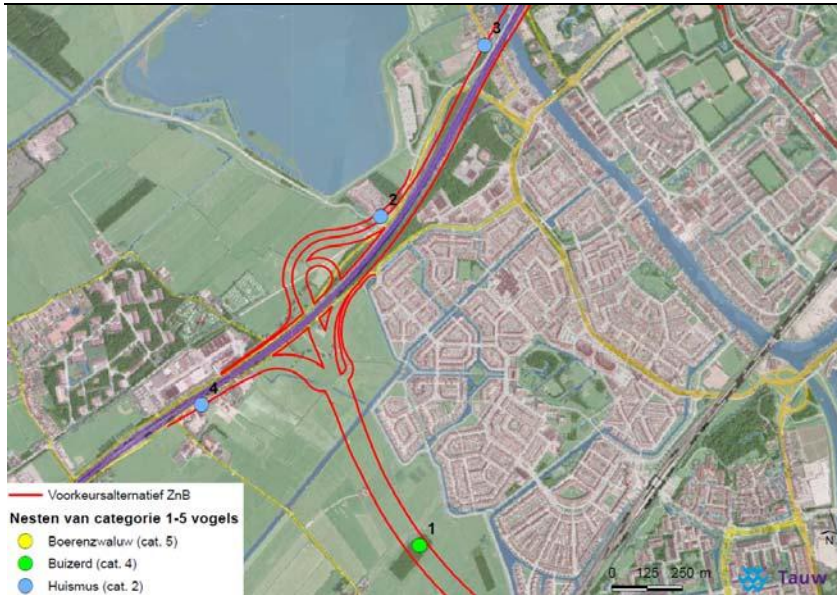 3
2
4
1
Voorkeursalternatief ZnB
Nesten van categorie 1-5 vogels
Boerenzwaluw (cat. 5)
Buizerd (cat. 4)
Huismus (cat. 2)
0 125 250 m
N
Tauw